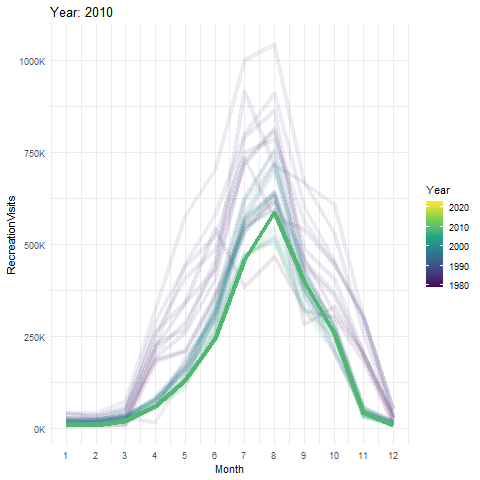 Year: 2010
1000K
750K
500K
250K
0K
RecreationVisits
1 2 3 4 5 6 7 8 9 10 11 12
Month
Year
2020
2010
2000
1990
1980